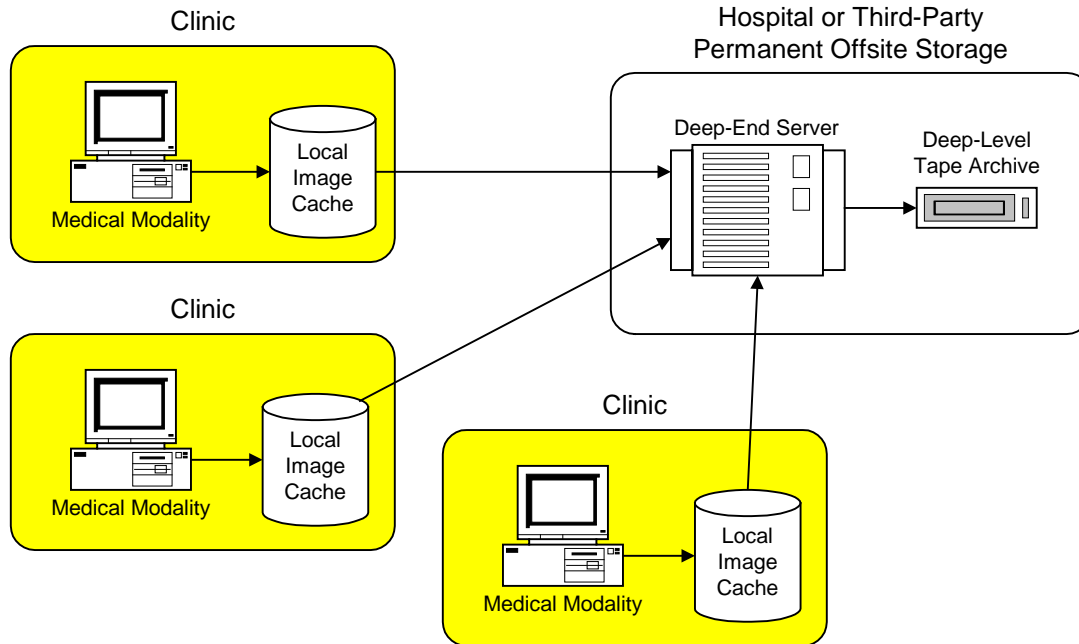 Clinic
Medical Modality
Local
Image
Cache
Hospital or Third-Party
Permanent Offsite Storage
Deep-End Server
Deep-Level
Tape Archive
Clinic
Medical Modality
Local
Image
Cache
Clinic
Medical Modality
Local
Image
Cache